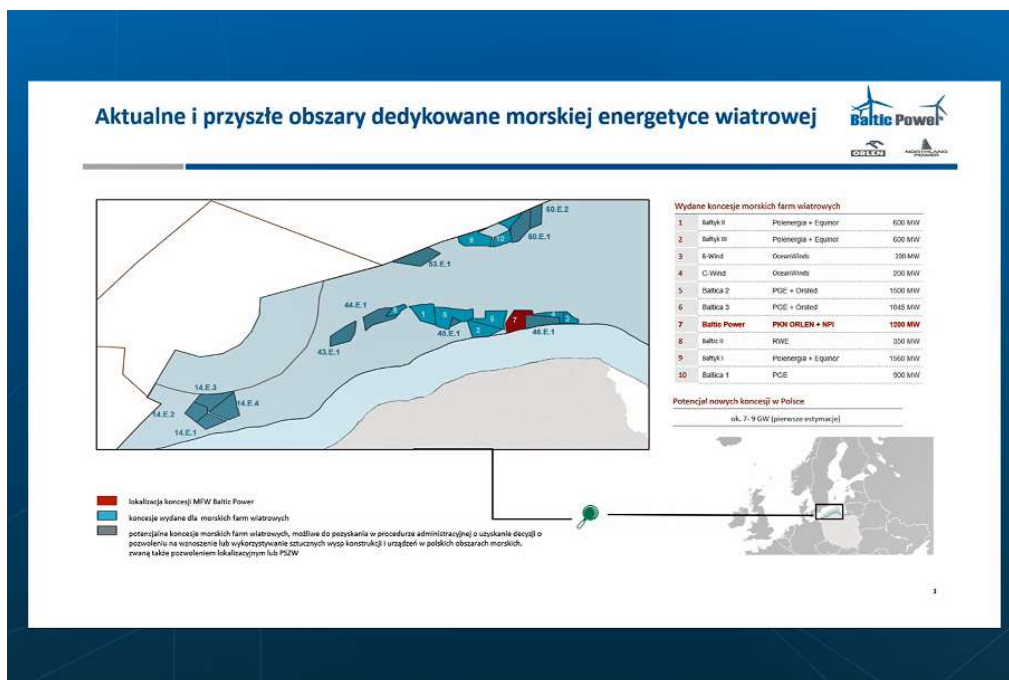 Aktualne i przyszłe obszary dedykowane morskiej energetyce wiatrowej
Baltic Power
ORLEN
NORTHLAND POWER
60.E.2
60.E.1
9
10
53.E.1
44.E.1
8
1
5
6
7
4
3
2
45.E.1
46.E.1
43.E.1
14.E.3
14.E.4
14.E.2
14.E.1
Wydane koncesje morskich farm wiatrowych
1 Bałtyk II Polenergia + Equinor 600 MW
2 Bałtyk III Polenergia + Equinor 600 MW
3 B-Wind OceanWinds 200 MW
4 C-Wind OceanWinds 200 MW
5 Baltica 2 PGE + Orsted 1500 MW
6 Baltica 3 PGE + Orsted 1045 MW
7 Baltic Power PKN ORLEN + NPI 1200 MW
8 Baltic II RWE 350 MW
9 Bałtyk I Polenergia + Equinor 1560 MW
10 Baltica 1 PGE 900 MW
Potencjał nowych koncesji w Polsce
ok. 7- 9 GW (pierwsze estymacje)
lokalizacja koncesji MFW Baltic Power
koncesje wydane dla morskich farm wiatrowych
potencjalne koncesje morskich farm wiatrowych, możliwe do pozyskania w procedurze administracyjnej o uzyskanie decyzji o
pozwoleniu na wznoszenie lub wykorzystywanie sztucznych wysp konstrukcji i urządzeń w polskich obszarach morskich.
zwaną także pozwoleniem lokalizacyjnym lub PSZW
3